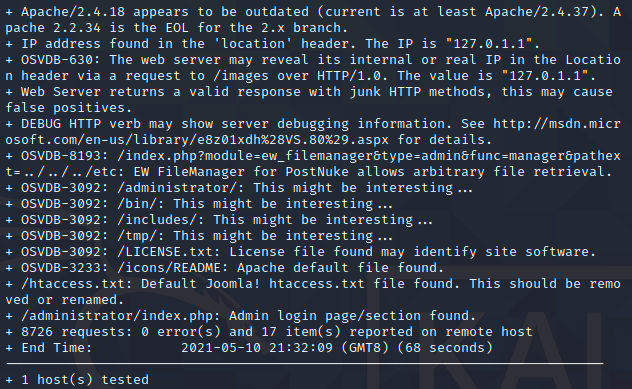 + Apache/2.4.18 appears to be outdated (current is at least Apache/2.4.37). A
pache 2.2.34 is the EOL for the 2.x branch.
+ IP address found in the 'location' header. The IP is "127.0.1.1".
+ OSVDB-630: The web server may reveal its internal or real IP in the Locatio
n header via a request to /images over HTTP/1.0. The value is "127.0.1.1".
+ Web Server returns a valid response with junk HTTP methods, this may cause
false positives.
+ DEBUG HTTP verb may show server debugging information. See http://msdn.micr
osoft.com/en-us/library/e8z01xdh%28VS.80%29.aspx for details.
+ OSVDB-8193: /index.php?module=ew_filemanager&type=admin&func=manager&pathex
t=../../../etc: EW FileManager for PostNuke allows arbitrary file retrieval.
+ OSVDB-3092: /administrator/: This might be interesting...
+ OSVDB-3092: /bin/: This might be interesting...
+ OSVDB-3092: /includes/: This might be interesting...
+ OSVDB-3092: /tmp/: This might be interesting...
+ OSVDB-3092: /LICENSE.txt: License file found may identify site software.
+ OSVDB-3233: /icons/README: Apache default file found.
+ /htaccess.txt: Default Joomla! htaccess.txt file found. This should be remo
ved or renamed.
+ /administrator/index.php: Admin login page/section found.
+ 8726 requests: 0 error(s) and 17 item(s) reported on remote host
+ End Time: 2021-05-10 21:32:09 (GMT8) (68 seconds)
+ 1 host(s) tested